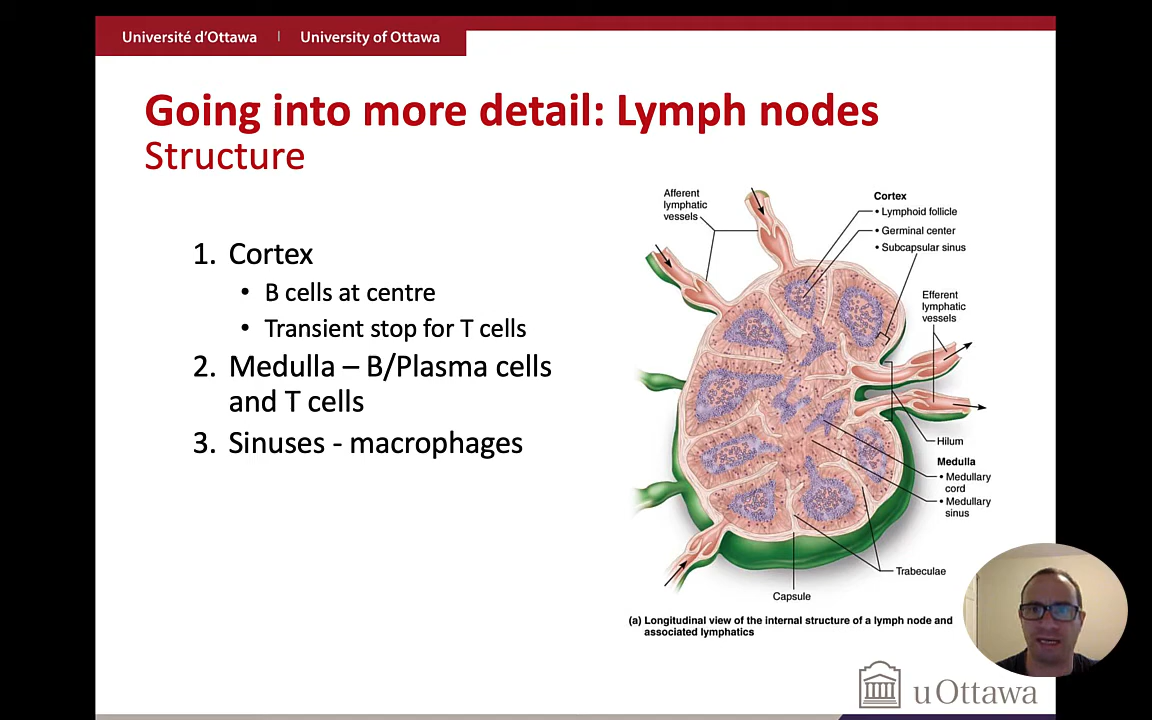 Université d'Ottawa | University of Ottawa
Going into more detail: Lymph nodes
Structure
1. Cortex
• B cells at centre
• Transient stop for T cells
2. Medulla – B/Plasma cells
and T cells
3. Sinuses - macrophages
Afferent
lymphatic
vessels
Cortex
• Lymphoid follicle
• Germinal center
• Subcapsular sinus
Efferent
lymphatic
vessels
Hilum
Medulla
• Medullary
cord
• Medullary
sinus
Trabeculae
Capsule
(a) Longitudinal view of the internal structure of a lymph node and
associated lymphatics
uOttawa